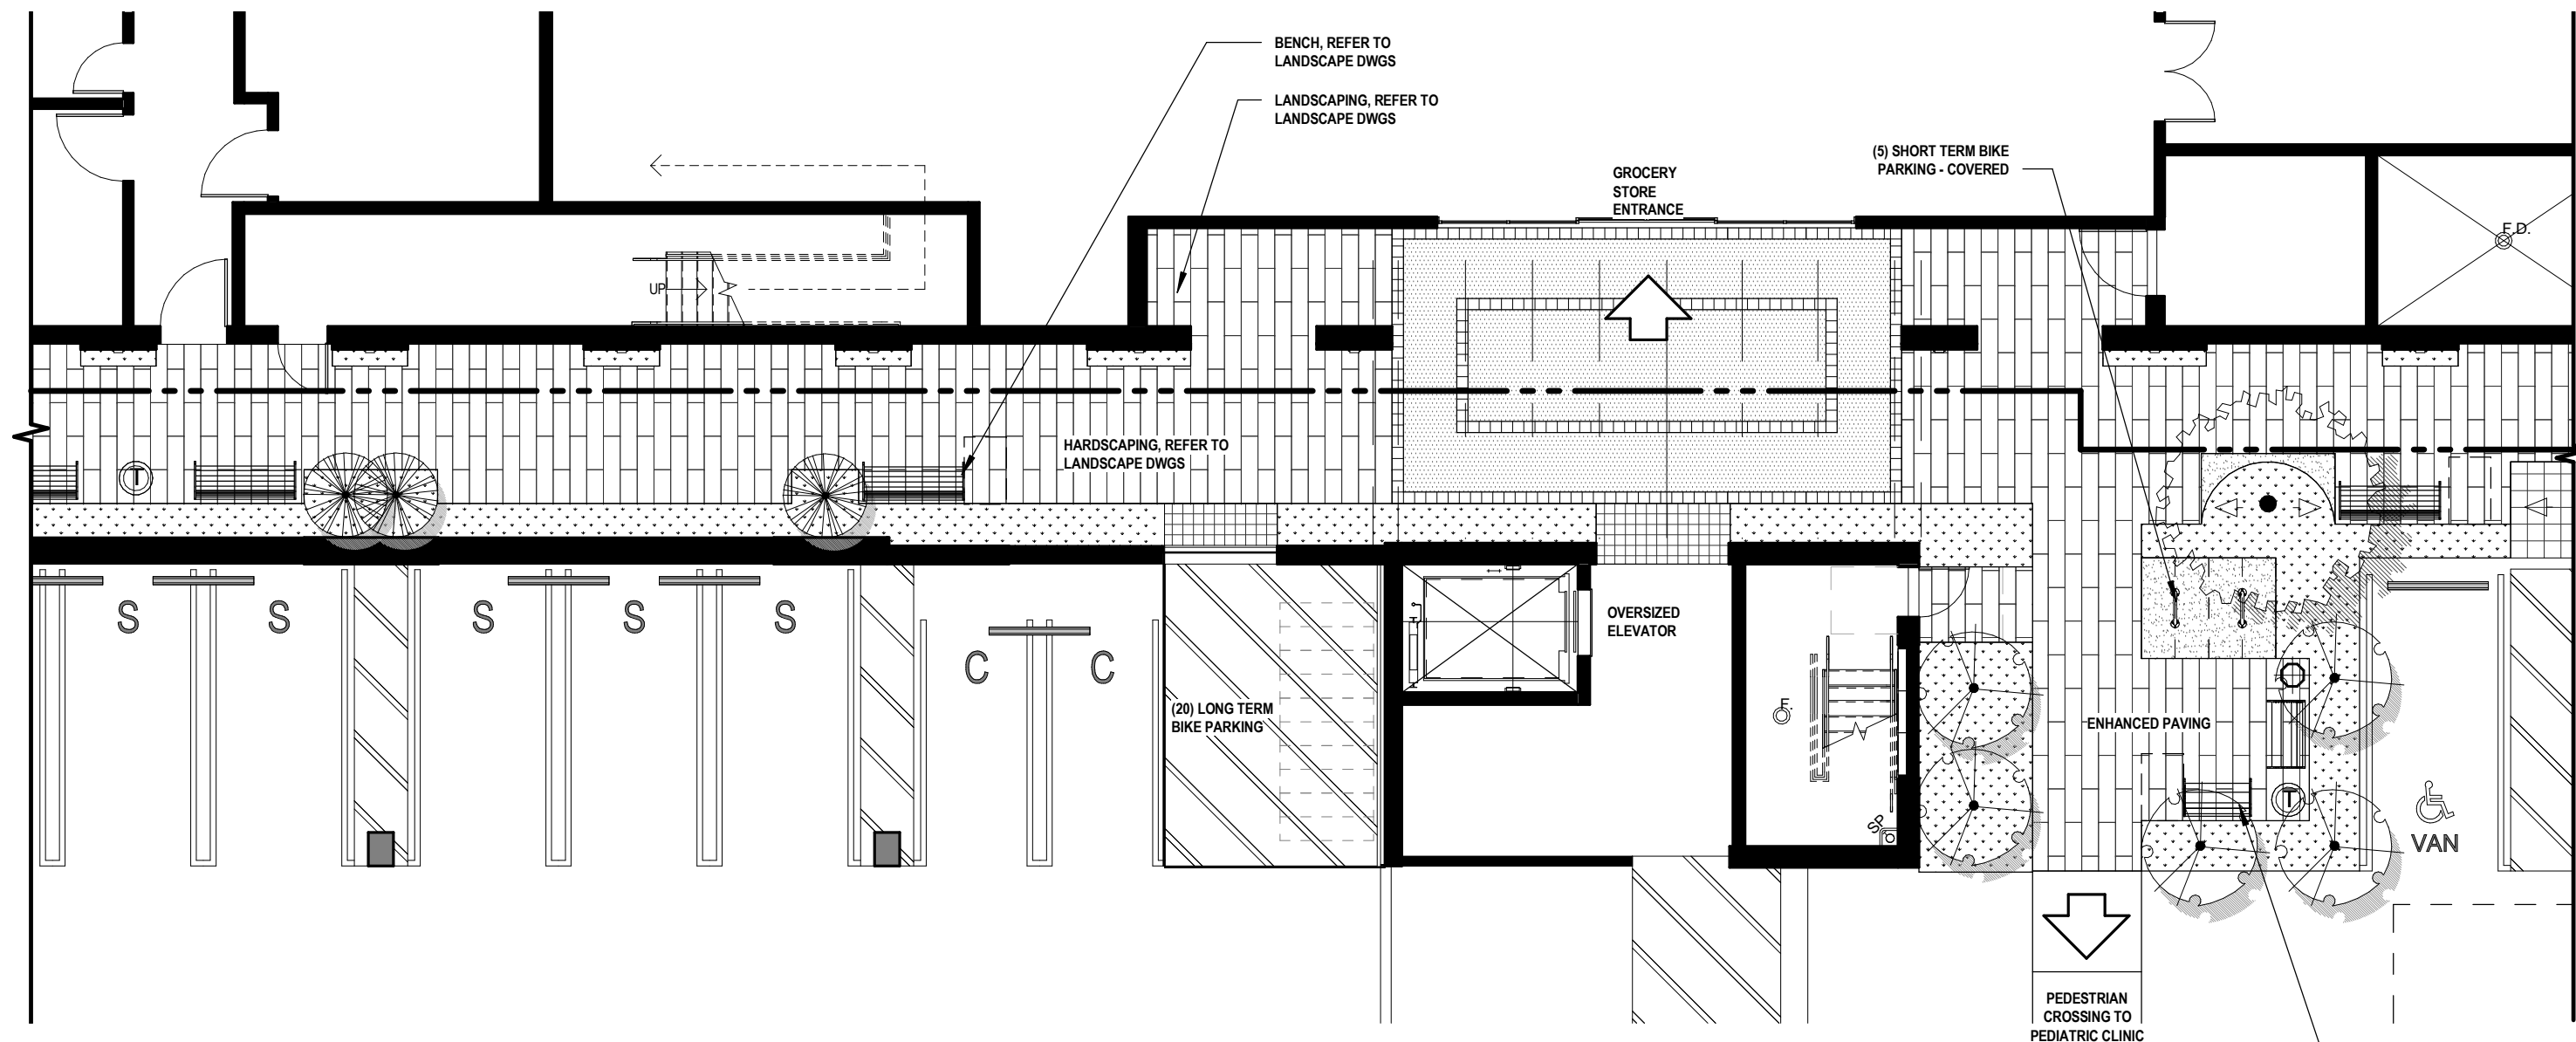 BENCH, REFER TO
LANDSCAPE DWGS
LANDSCAPING, REFER TO
LANDSCAPE DWGS
GROCERY
STORE
ENTRANCE
(5) SHORT TERM BIKE
PARKING - COVERED
F.D.
UP
HARDSCAPING, REFER TO
LANDSCAPE DWGS
T
S
S
S
S
S
C
C
OVERSIZED
ELEVATOR
(20) LONG TERM
BIKE PARKING
F.
SP
ENHANCED PAVING
T
VAN
PEDESTRIAN
CROSSING TO
PEDIATRIC CLINIC